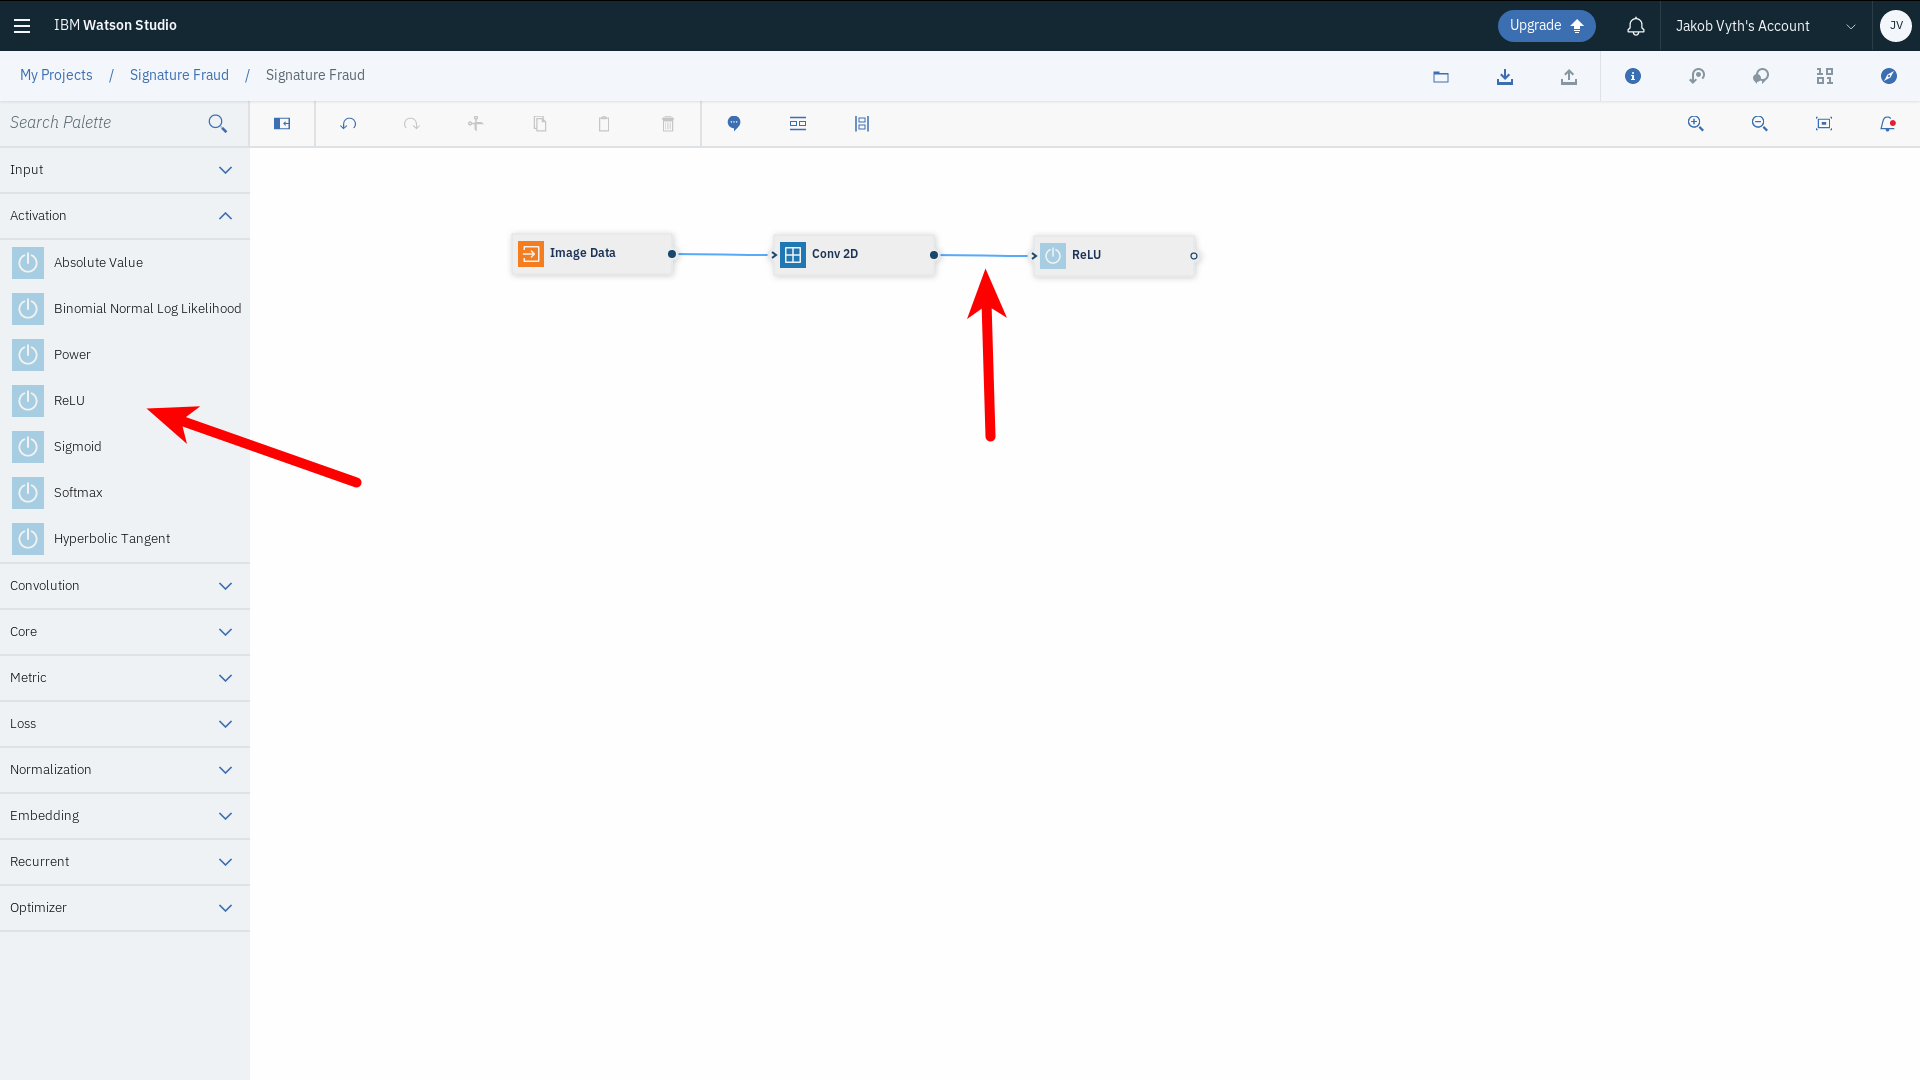 IBM Watson Studio
Upgrade
Jakob Vyth's Account
JV
My Projects / Signature Fraud / Signature Fraud
Search Palette
Input
Activation
Absolute Value
Binomial Normal Log Likelihood
Power
ReLU
Sigmoid
Softmax
Hyperbolic Tangent
Convolution
Core
Metric
Loss
Normalization
Embedding
Recurrent
Optimizer
Image Data
Conv 2D
ReLU